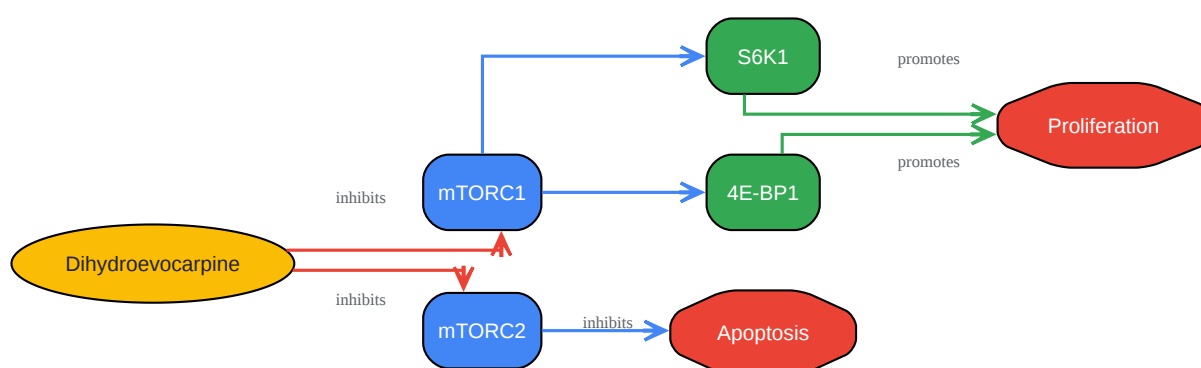 S6K1
promotes
Proliferation
inhibits
mTORC1
4E-BP1
promotes
Dihydroevocarpine
inhibits
mTORC2
inhibits
Apoptosis